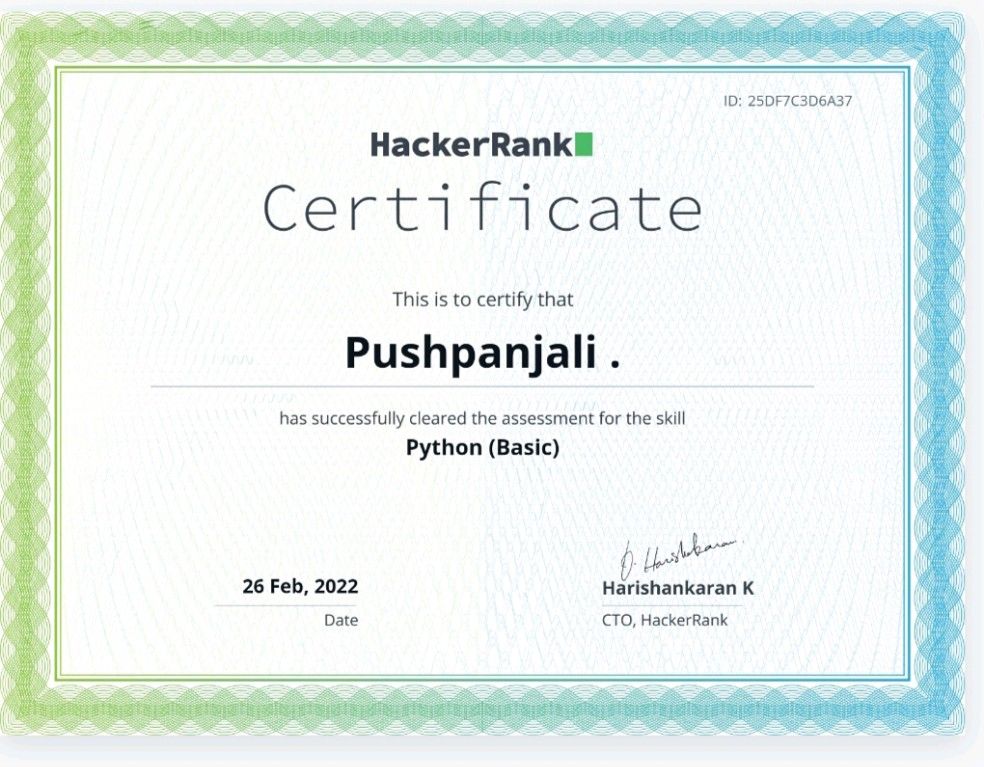 ID: 25DF7C3D6A37
HackerRank
Certificate
This is to certify that
Pushpanjali .
has successfully cleared the assessment for the skill
Python (Basic)
26 Feb, 2022
Date
Harishankaran K
CTO, HackerRank